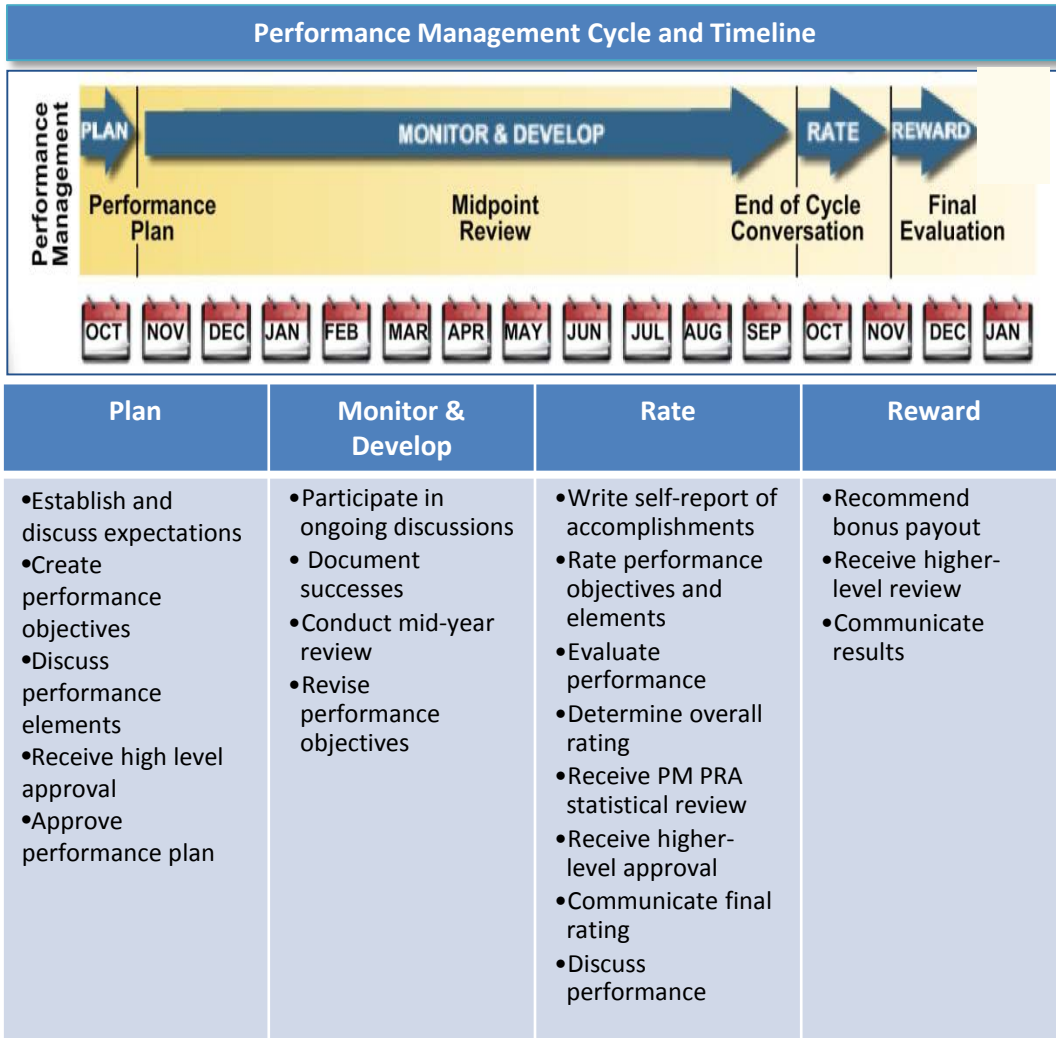 Performance Management Cycle and Timeline
Performance
Management
PLAN
MONITOR & DEVELOP
RATE
REWARD
Performance
Plan
Midpoint
Review
End of Cycle
Conversation
Final
Evaluation
OCT NOV DEC JAN FEB MAR APR MAY JUN JUL AUG SEP OCT NOV DEC JAN
Plan
•Establish and
discuss expectations
•Create
performance
objectives
•Discuss
performance
elements
•Receive high level
approval
•Approve
performance plan
Monitor &
Develop
•Participate in
ongoing discussions
• Document
successes
•Conduct mid-year
review
•Revise
performance
objectives
Rate
•Write self-report of
accomplishments
•Rate performance
objectives and
elements
•Evaluate
performance
•Determine overall
rating
•Receive PM PRA
statistical review
•Receive higher-
level approval
•Communicate final
rating
•Discuss
performance
Reward
•Recommend
bonus payout
•Receive higher-
level review
•Communicate
results